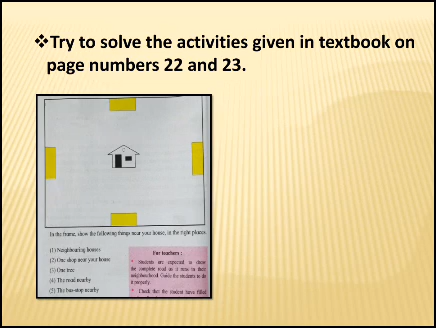 ❖Try to solve the activities given in textbook on
page numbers 22 and 23.
In the frame, show the following things near your house, in the right places.
(1) Neighbouring houses
(2) One shop near your house
(3) One tree
(4) The road nearby
(5) The bus-stop nearby
For teachers :
* Students are expected to show
the complete road as it runs in their
neighbourhood. Guide the students to do
it properly.
* Check that the student have filled